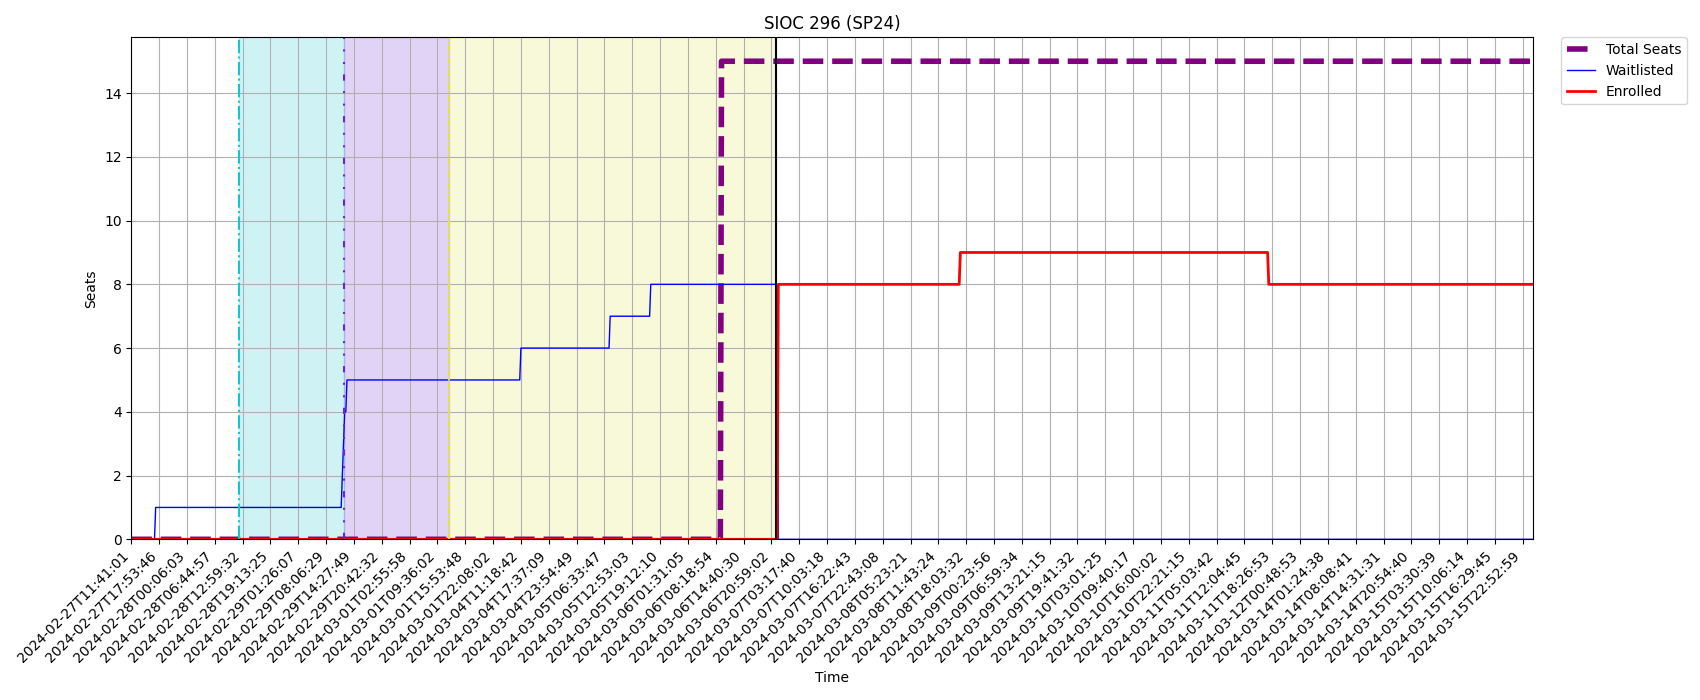 SIOC 296 (SP24)
Total Seats
Waitlisted
Enrolled
Seats
14
12
10
8
6
4
2
0
2024-02-27T11:41:01
2024-02-27T17:53:46
2024-02-28T00:06:03
2024-02-28T06:44:57
2024-02-28T12:59:32
2024-02-28T19:13:25
2024-02-29T01:26:07
2024-02-29T08:06:29
2024-02-29T14:27:49
2024-02-29T20:42:32
2024-03-01T02:55:58
2024-03-01T09:36:02
2024-03-01T15:53:48
2024-03-01T22:08:02
2024-03-04T11:18:42
2024-03-04T17:37:09
2024-03-04T23:54:49
2024-03-05T06:33:47
2024-03-05T12:53:03
2024-03-05T19:12:10
2024-03-06T01:31:05
2024-03-06T08:18:54
2024-03-06T14:40:30
2024-03-06T20:59:02
2024-03-07T03:17:40
2024-03-07T10:03:18
2024-03-07T16:22:43
2024-03-07T22:43:08
2024-03-08T05:23:21
2024-03-08T11:43:24
2024-03-08T18:03:32
2024-03-09T00:23:56
2024-03-09T06:59:34
2024-03-09T13:21:15
2024-03-09T19:41:32
2024-03-10T03:01:25
2024-03-10T09:40:17
2024-03-10T16:00:02
2024-03-10T22:21:15
2024-03-11T05:03:42
2024-03-11T12:04:45
2024-03-11T18:26:53
2024-03-12T00:48:53
2024-03-14T01:24:38
2024-03-14T08:08:41
2024-03-14T14:31:31
2024-03-14T20:54:40
2024-03-15T03:30:39
2024-03-15T10:06:14
2024-03-15T16:29:45
2024-03-15T22:52:59
Time